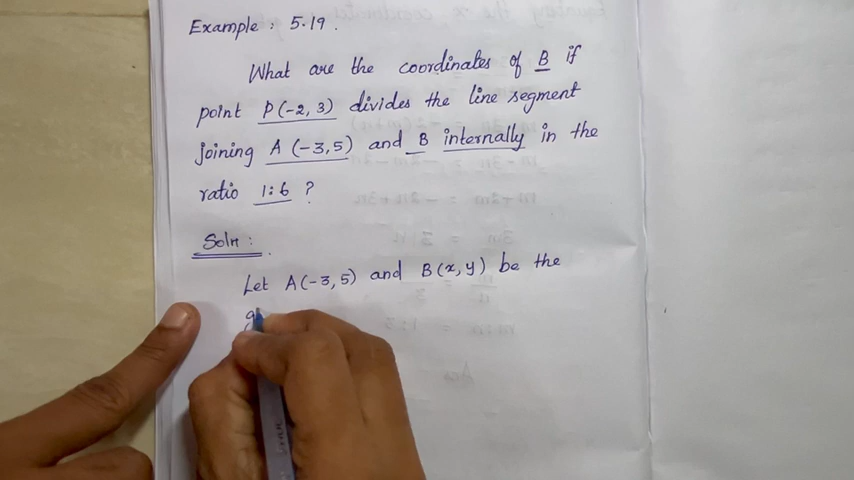 Example : 5.19.
What are the coordinates of B if
point P(-2, 3) divides the line segment
joining A (-3, 5) and B internally in the
ratio 1:6 ?
Soln :
Let A(-3, 5) and B(x, y) be the